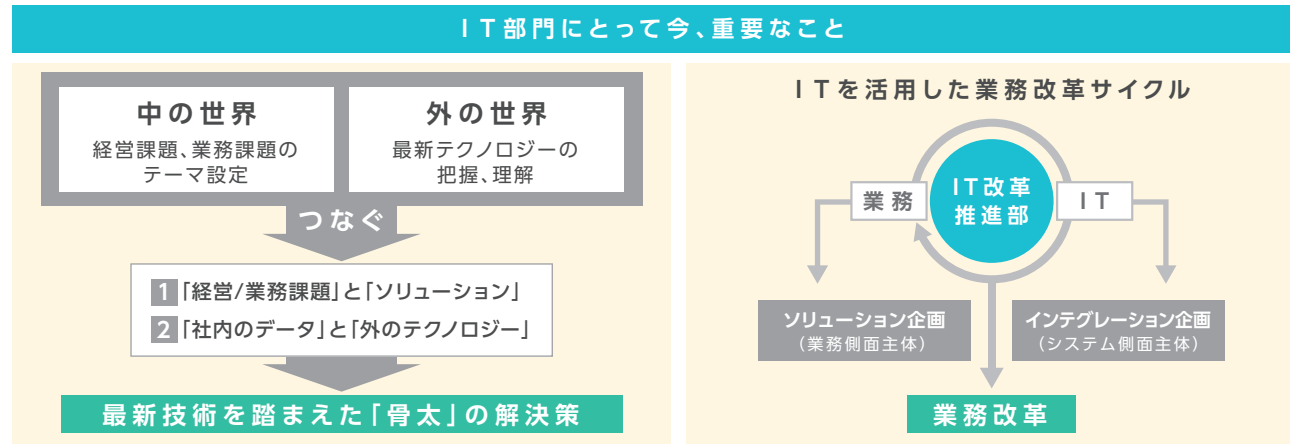 IT部門にとって今、重要なこと
中の世界
経営課題、業務課題の
テーマ設定
外の世界
最新テクノロジーの
把握、理解
つなぐ
1「経営/業務課題」と「ソリューション」
2「社内のデータ」と「外のテクノロジー」
最新技術を踏まえた「骨太」の解決策
ITを活用した業務改革サイクル
業務
IT改革
推進部
IT
ソリューション企画
（業務側面主体）
インテグレーション企画
（システム側面主体）
業務改革